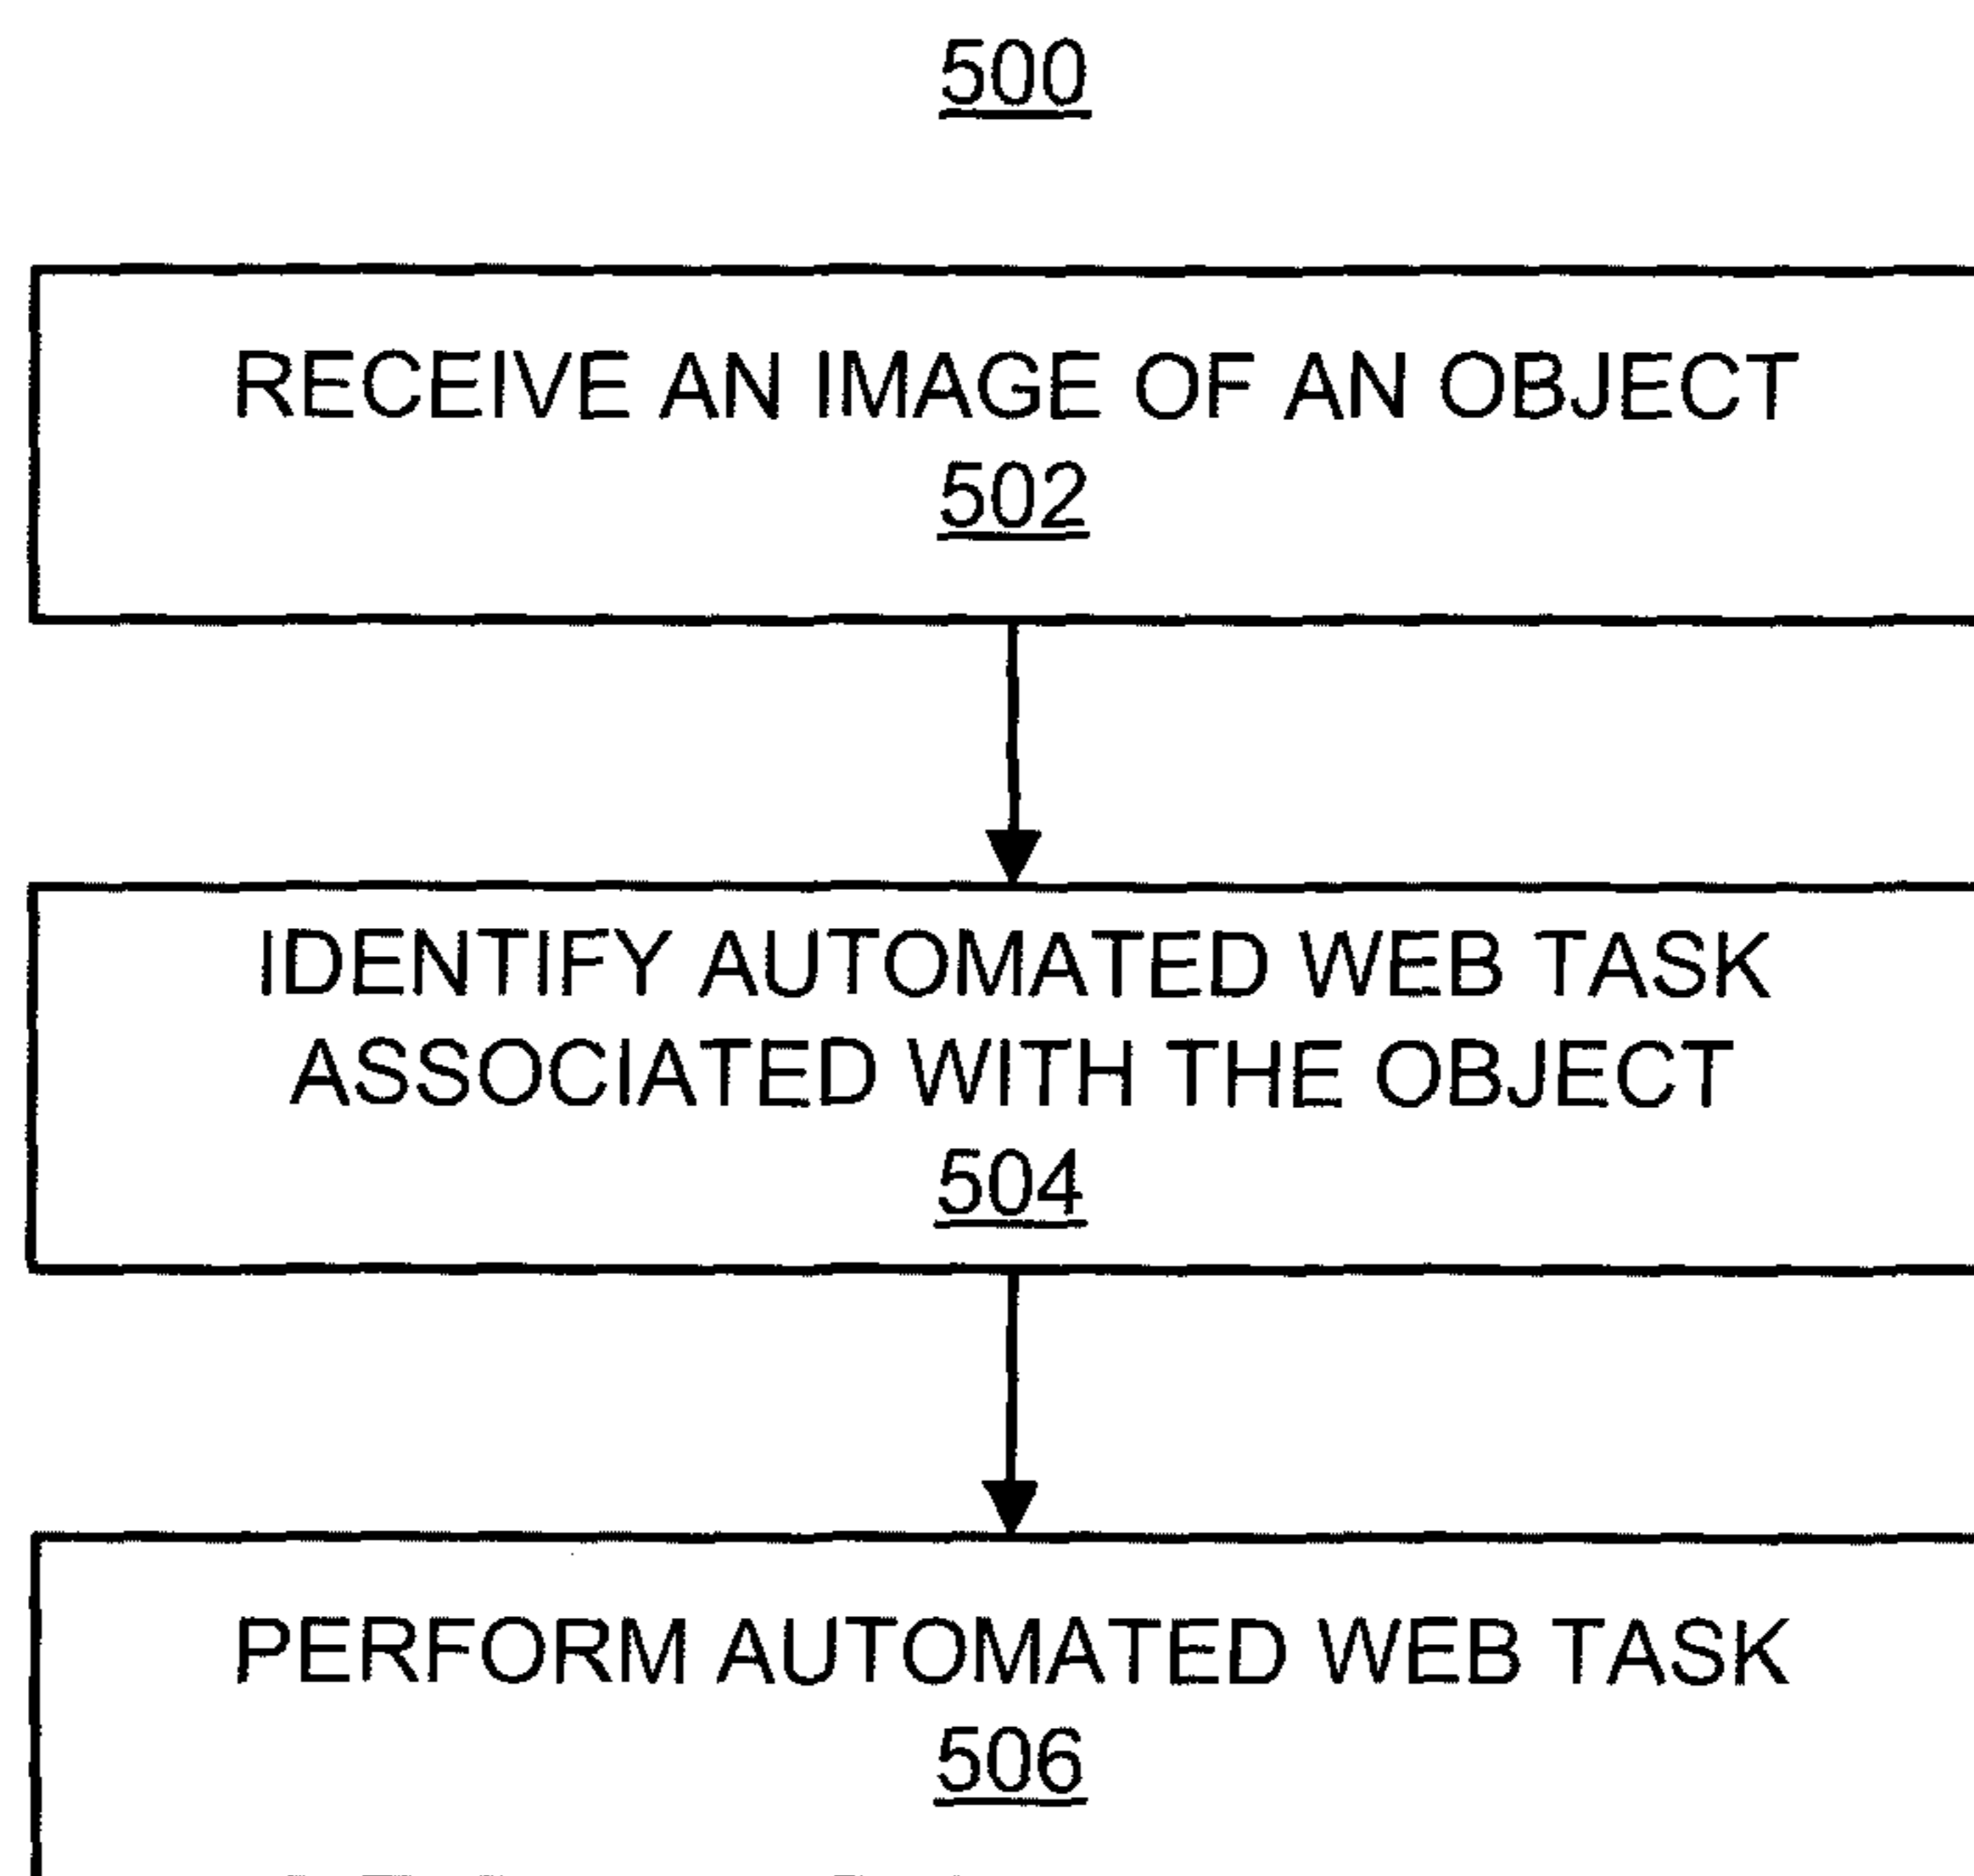 500
RECEIVE AN IMAGE OF AN OBJECT
502
IDENTIFY AUTOMATED WEB TASK
ASSOCIATED WITH THE OBJECT
504
PERFORM AUTOMATED WEB TASK
506